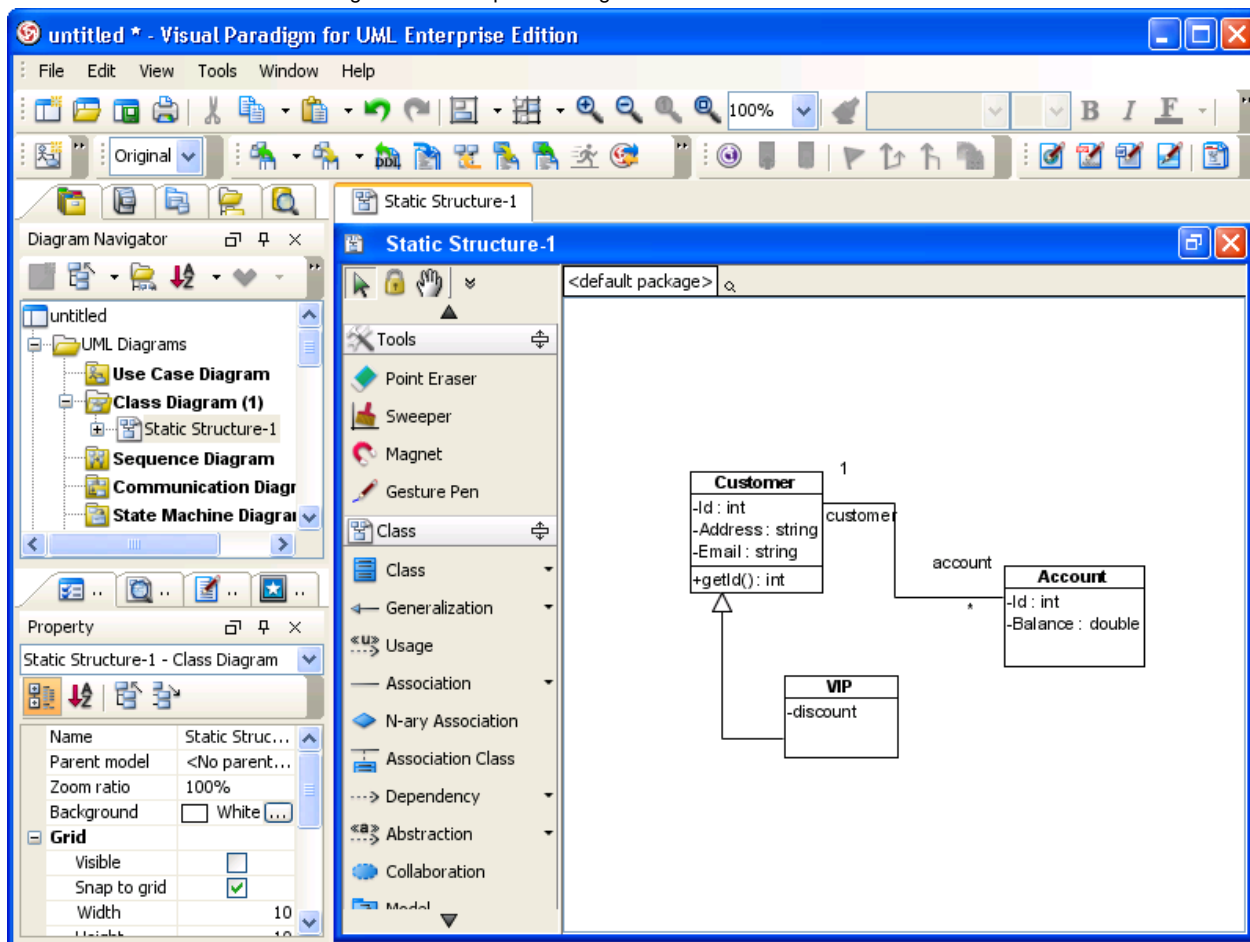 untitled * - Visual Paradigm for UML Enterprise Edition
File Edit View Tools Window Help
100%
B I F
Original
DDL
Static Structure-1
Diagram Navigator
Static Structure-1
<default package>
untitled
UML Diagrams
Use Case Diagram
Class Diagram (1)
Static Structure-1
Sequence Diagram
Communication Diagr
State Machine Diagrar
Tools
Point Eraser
Sweeper
Magnet
Gesture Pen
Class
Class
Generalization
Usage
Association
N-ary Association
Association Class
Dependency
Abstraction
Collaboration
Model
Property
Static Structure-1 - Class Diagram
Name Static Struc...
Parent model <No parent...
Zoom ratio 100%
Background White ...
Grid
Visible
Snap to grid
Width 10
Height 10
Customer
-Id : int
-Address : string
-Email : string
+getId() : int
1
customer
account
*
Account
-Id : int
-Balance : double
VIP
-discount